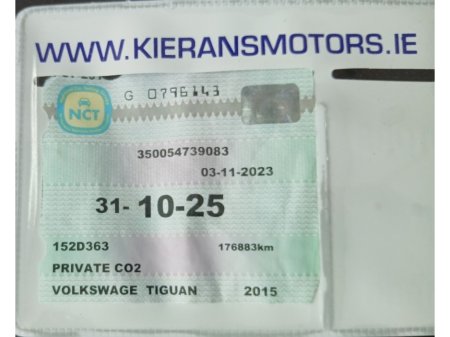 WWW.KIERANSMOTORS.IE
G 0796143
NCT
350054739083
03-11-2023
31- 10-25
152D363 176883km
PRIVATE CO2
VOLKSWAGE TIGUAN 2015